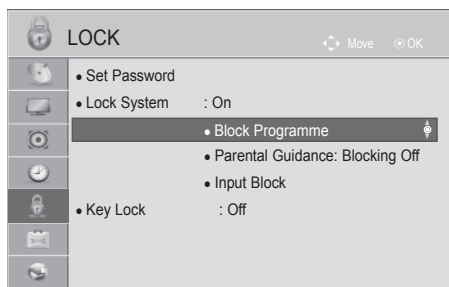 LOCK
Move OK
• Set Password
• Lock System : On
• Block Programme
• Parental Guidance: Blocking Off
• Input Block
• Key Lock : Off